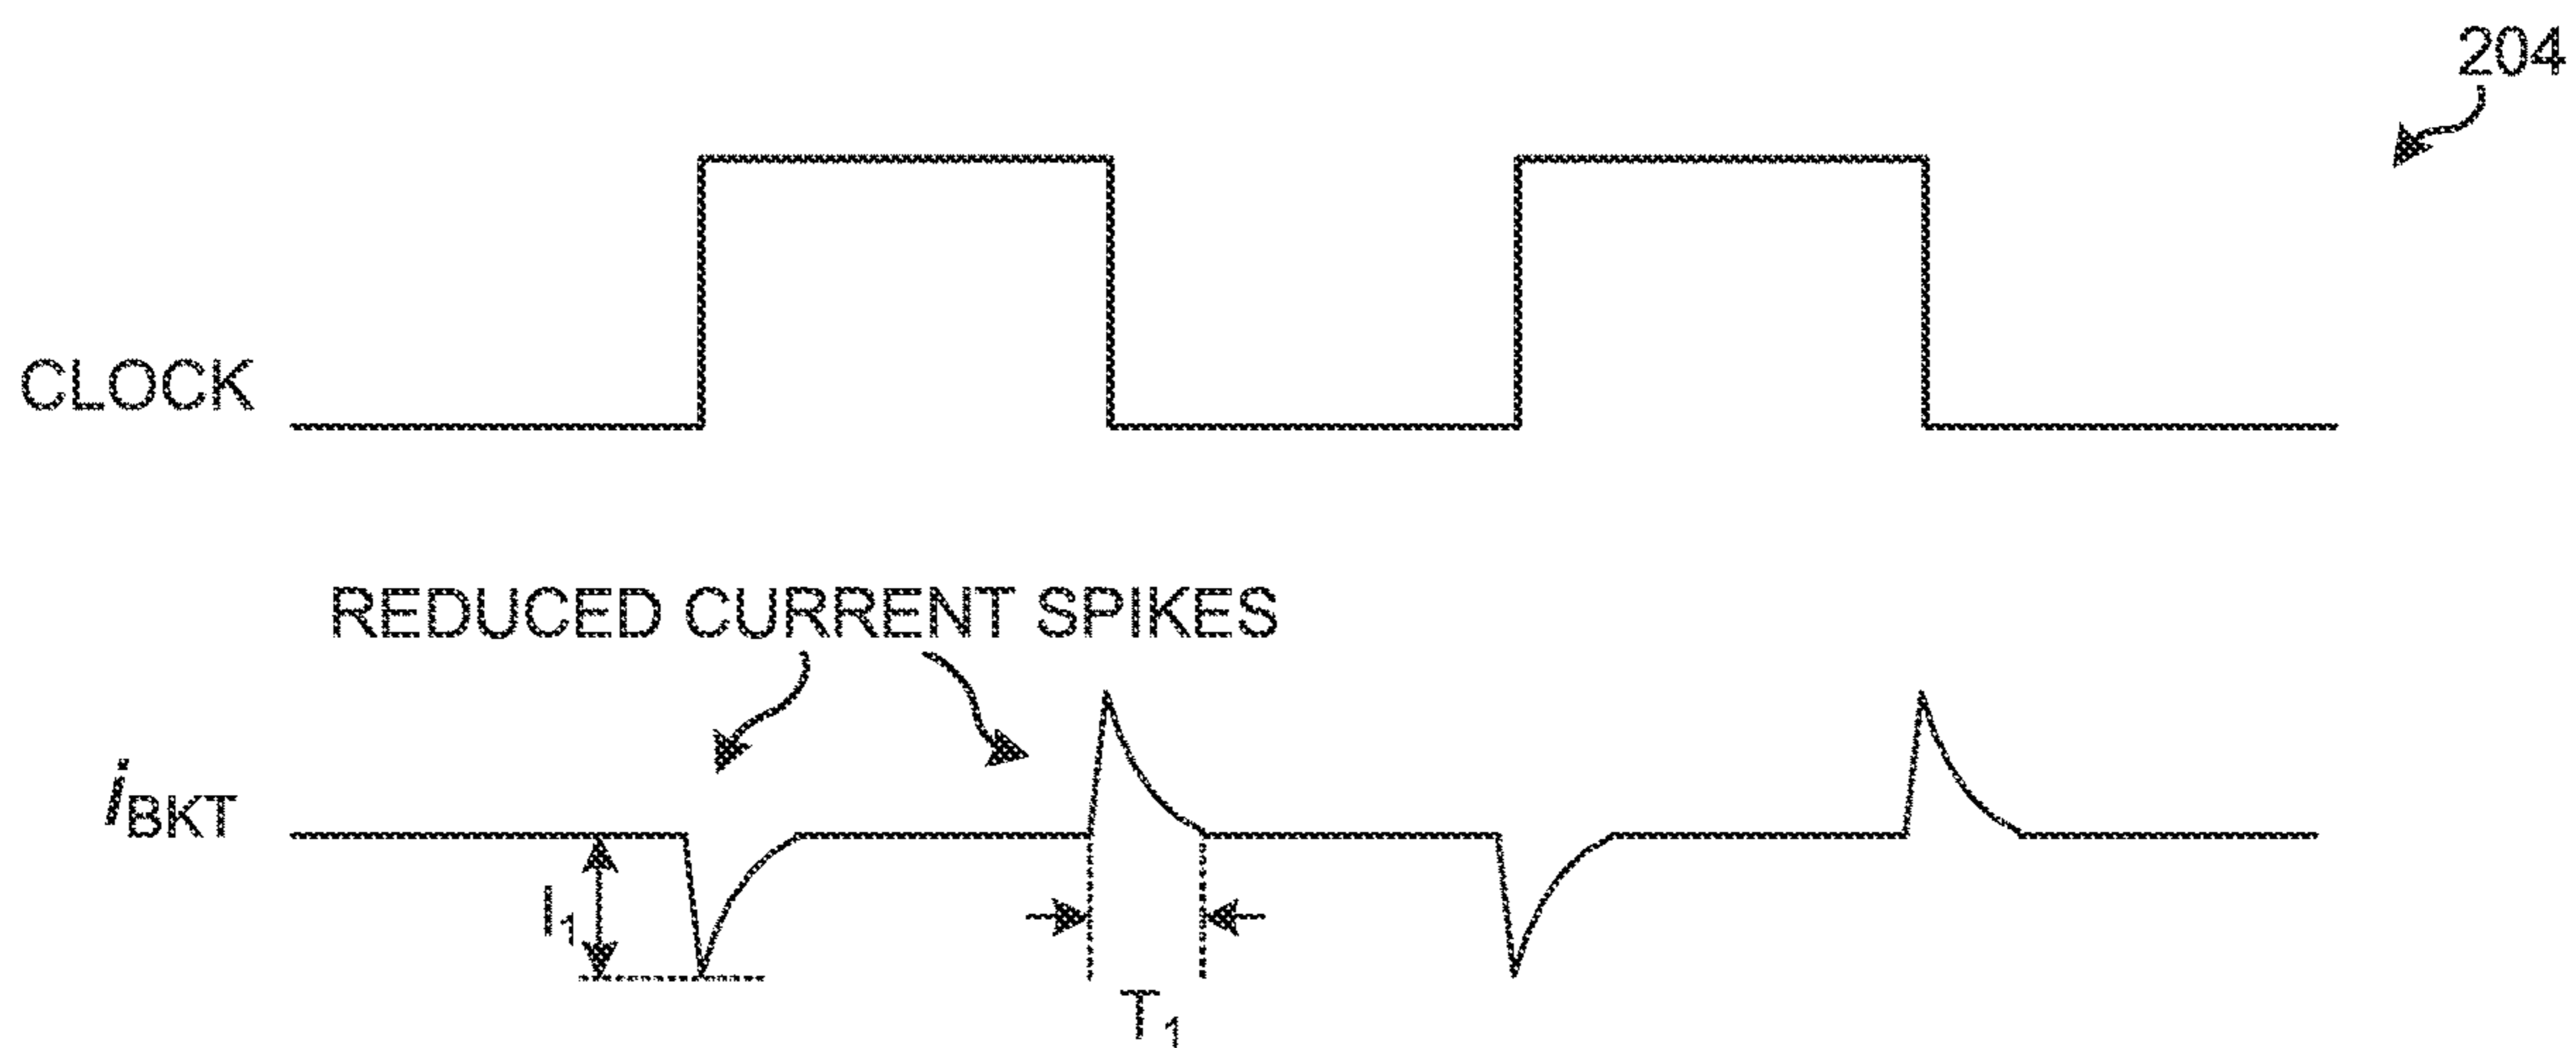 204
CLOCK
REDUCED CURRENT SPIKES
iBKT
I1
T1